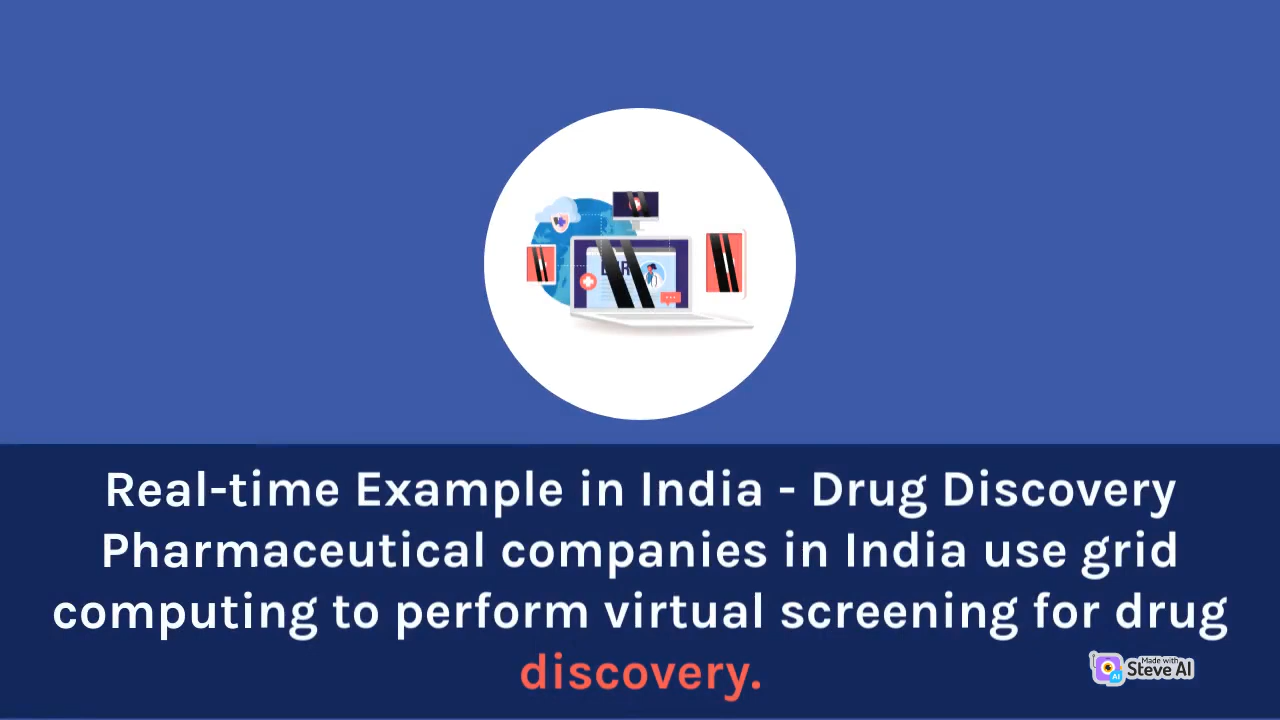 Real-time Example in India - Drug Discovery
Pharmaceutical companies in India use grid
computing to perform virtual screening for drug
discovery.
Made with
Steve AI
AI